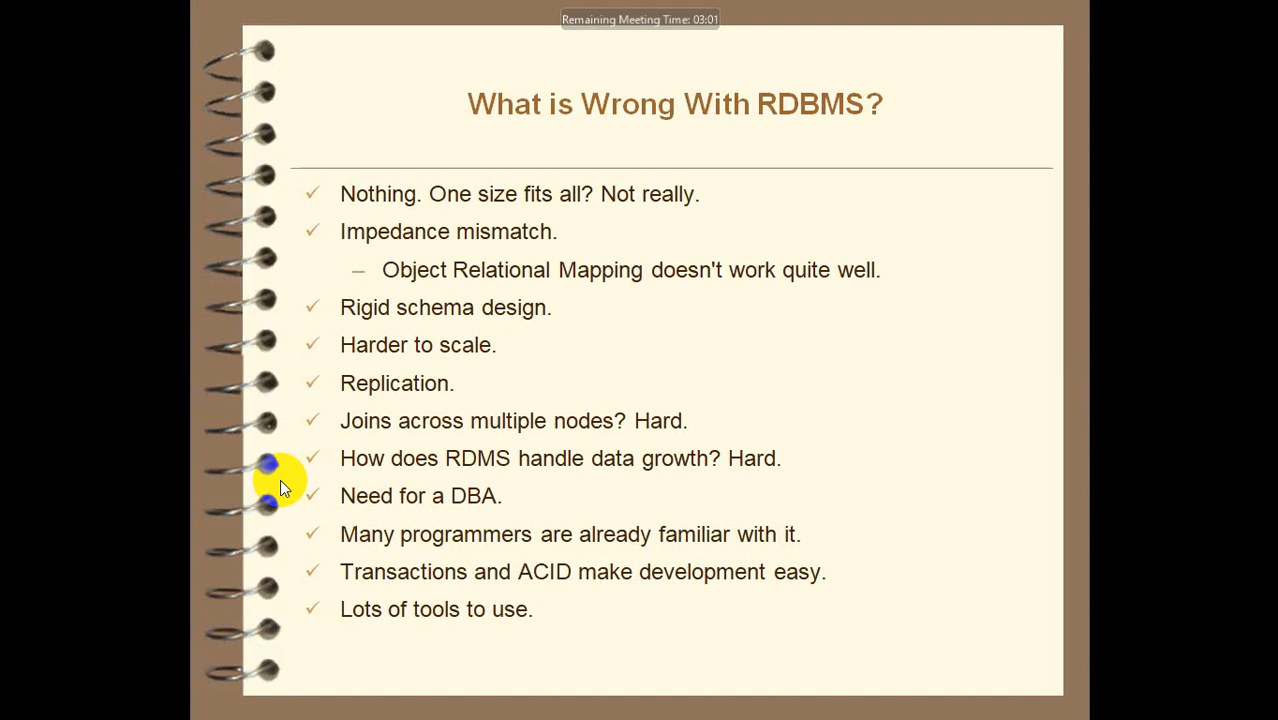 Remaining Meeting Time: 03:01
What is Wrong With RDBMS?
Nothing. One size fits all? Not really.
Impedance mismatch.
– Object Relational Mapping doesn't work quite well.
Rigid schema design.
Harder to scale.
Replication.
Joins across multiple nodes? Hard.
How does RDMS handle data growth? Hard.
Need for a DBA.
Many programmers are already familiar with it.
Transactions and ACID make development easy.
Lots of tools to use.